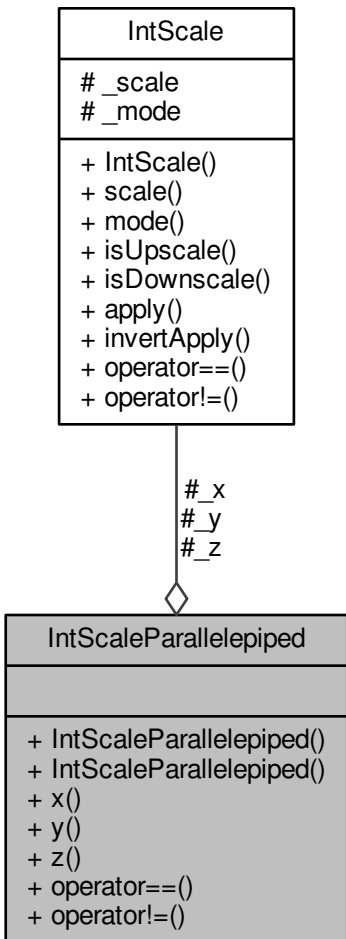 IntScale
# _scale
# _mode
+ IntScale()
+ scale()
+ mode()
+ isUpscale()
+ isDownscale()
+ apply()
+ invertApply()
+ operator==()
+ operator!=()
#_x
#_y
#_z
IntScaleParallelepiped
+ IntScaleParallelepiped()
+ IntScaleParallelepiped()
+ x()
+ y()
+ z()
+ operator==()
+ operator!=()